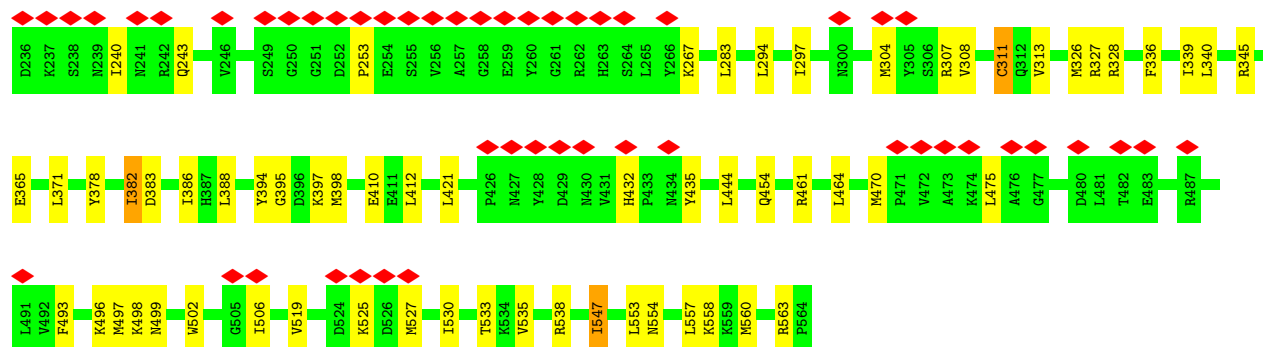 D236 K237 S238 N239 I240 N241 R242 Q243 V246 S249 G250 G251 D252 P253 E254 S255 V256 A257 G258 E259 Y260 G261 R262 H263 S264 L265 Y266 K267 L283 L294 I297 N300 M304 Y305 S306 R307 V308 C311 Q312 V313 M326 R327 R328 F336 I339 L340 R345
E365 L371 Y378 I382 D383 I386 H387 L388 Y394 G395 D396 K397 M398 E410 E411 L412 L421 P426 N427 Y428 D429 N430 V431 H432 P433 N434 Y435 L444 Q454 R461 L464 M470 P471 V472 A473 K474 L475 A476 G477 D480 L481 T482 E483 R487
L491 V492 F493 K496 M497 K498 N499 W502 G505 I506 V519 D524 K525 D526 M527 I530 T533 K534 V535 R538 I547 L553 N554 L557 K558 K559 M560 R563 P564